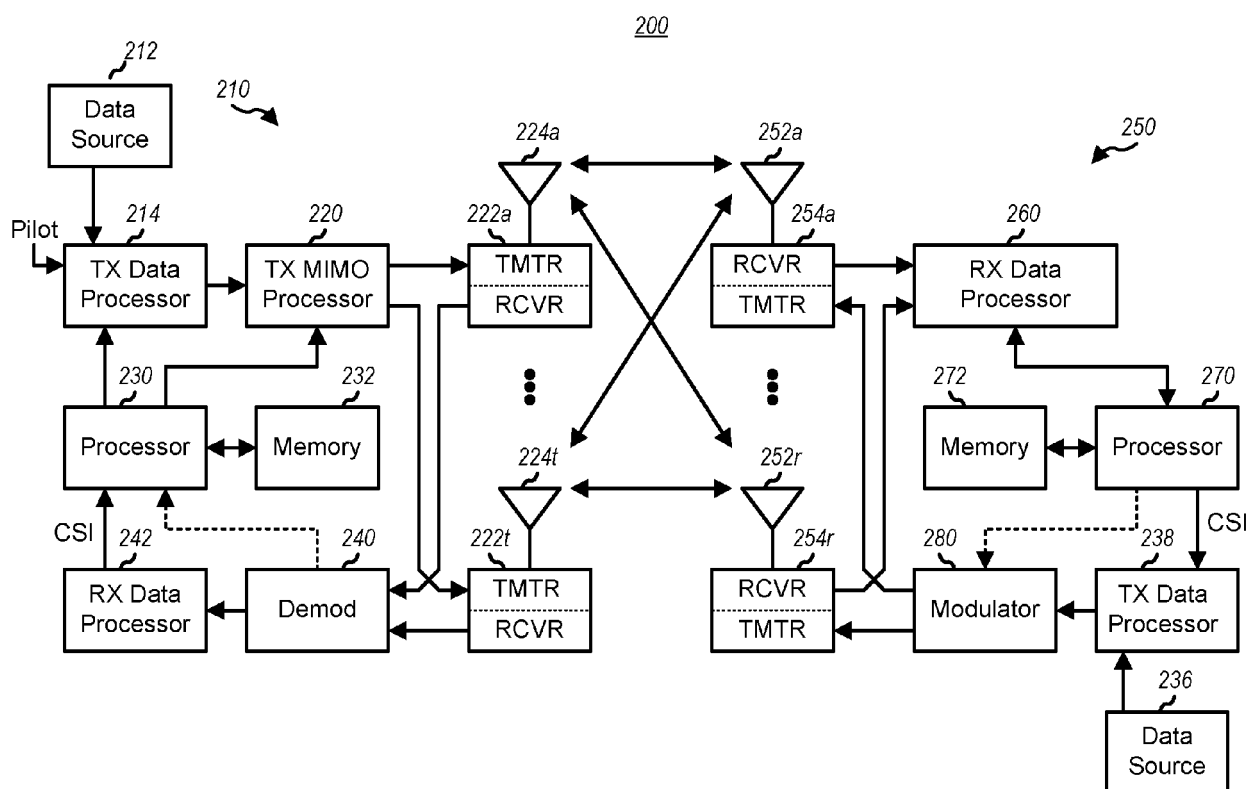 200
212
Data
Source
210
224a
252a
250
Pilot
214
TX Data
Processor
220
TX MIMO
Processor
222a
TMTR
RCVR
254a
RCVR
TMTR
260
RX Data
Processor
230
Processor
232
Memory
272
Memory
270
Processor
224t
252r
CSI
242
RX Data
Processor
240
Demod
222t
TMTR
RCVR
254r
RCVR
TMTR
280
Modulator
CSI
238
TX Data
Processor
236
Data
Source